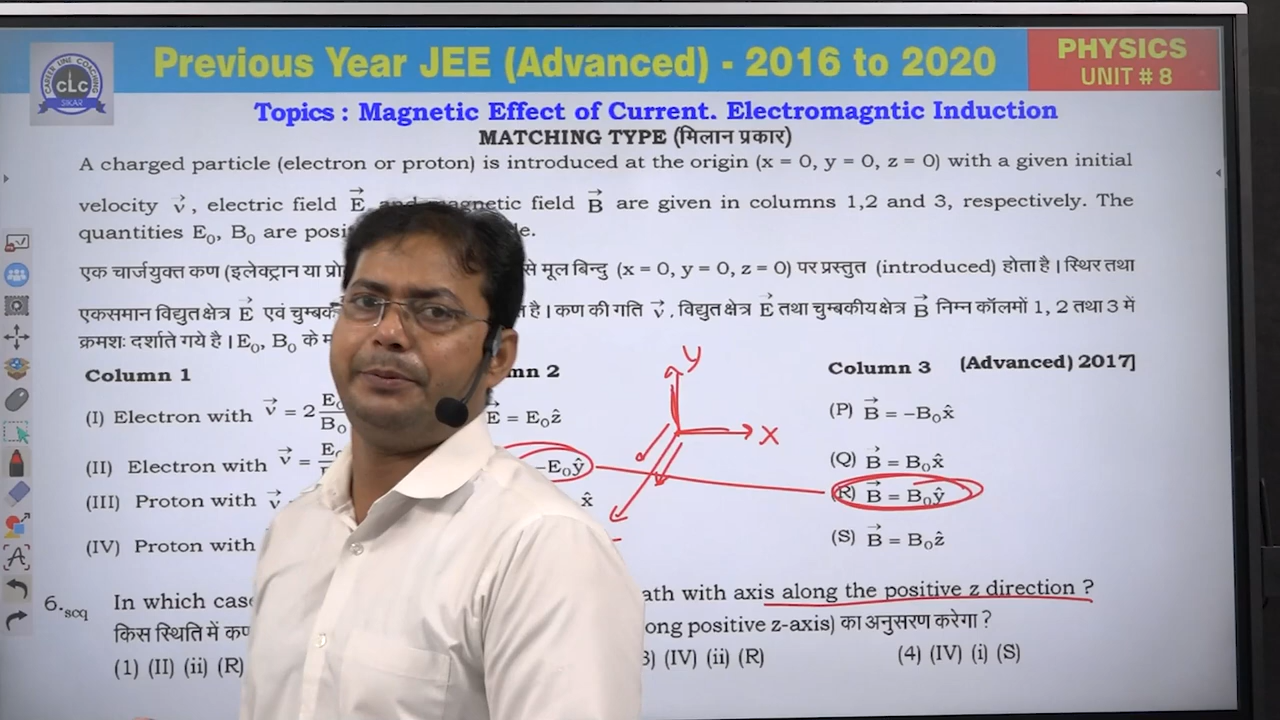 CAREER LINE COACHING
CLC
SIKAR
Previous Year JEE (Advanced) - 2016 to 2020
PHYSICS
UNIT # 8
Topics : Magnetic Effect of Current. Electromagntic Induction
MATCHING TYPE (मिलान प्रकार)
A charged particle (electron or proton) is introduced at the origin (x = 0, y = 0, z = 0) with a given initial
velocity v⃗, electric field E⃗ magnetic field B⃗ are given in columns 1,2 and 3, respectively. The
quantities E₀, B₀ are
एक चार्जयुक्त कण (इलेक्ट्रान या से मूल बिन्दु (x = 0, y = 0, z = 0) पर प्रस्तुत (introduced) होता है। स्थिर तथा
एकसमान विद्युत क्षेत्र E⃗ एवं है। कण की गति v⃗, विद्युत क्षेत्र E⃗ तथा चुम्बकीय क्षेत्र B⃗ निम्न कॉलमों 1, 2 तथा 3 में
क्रमशः दर्शाते गये है। E₀, B₀ के
Column 1 mn 2 Column 3 (Advanced) 2017]
y
x
(I) Electron with v⃗ = 2 E / B₀ E⃗ = E₀ẑ (P) B⃗ = −B₀x̂
(II) Electron with v⃗ = E −E₀ŷ (Q) B⃗ = B₀x̂
(III) Proton with v⃗ x̂ (R) B⃗ = B₀ŷ
(IV) Proton with (S) B⃗ = B₀ẑ
6.scq In which ath with axis along the positive z direction ?
किस स्थिति में ong positive z-axis) का अनुसरण करेगा ?
(1) (II) (ii) (R) 3) (IV) (ii) (R) (4) (IV) (i) (S)